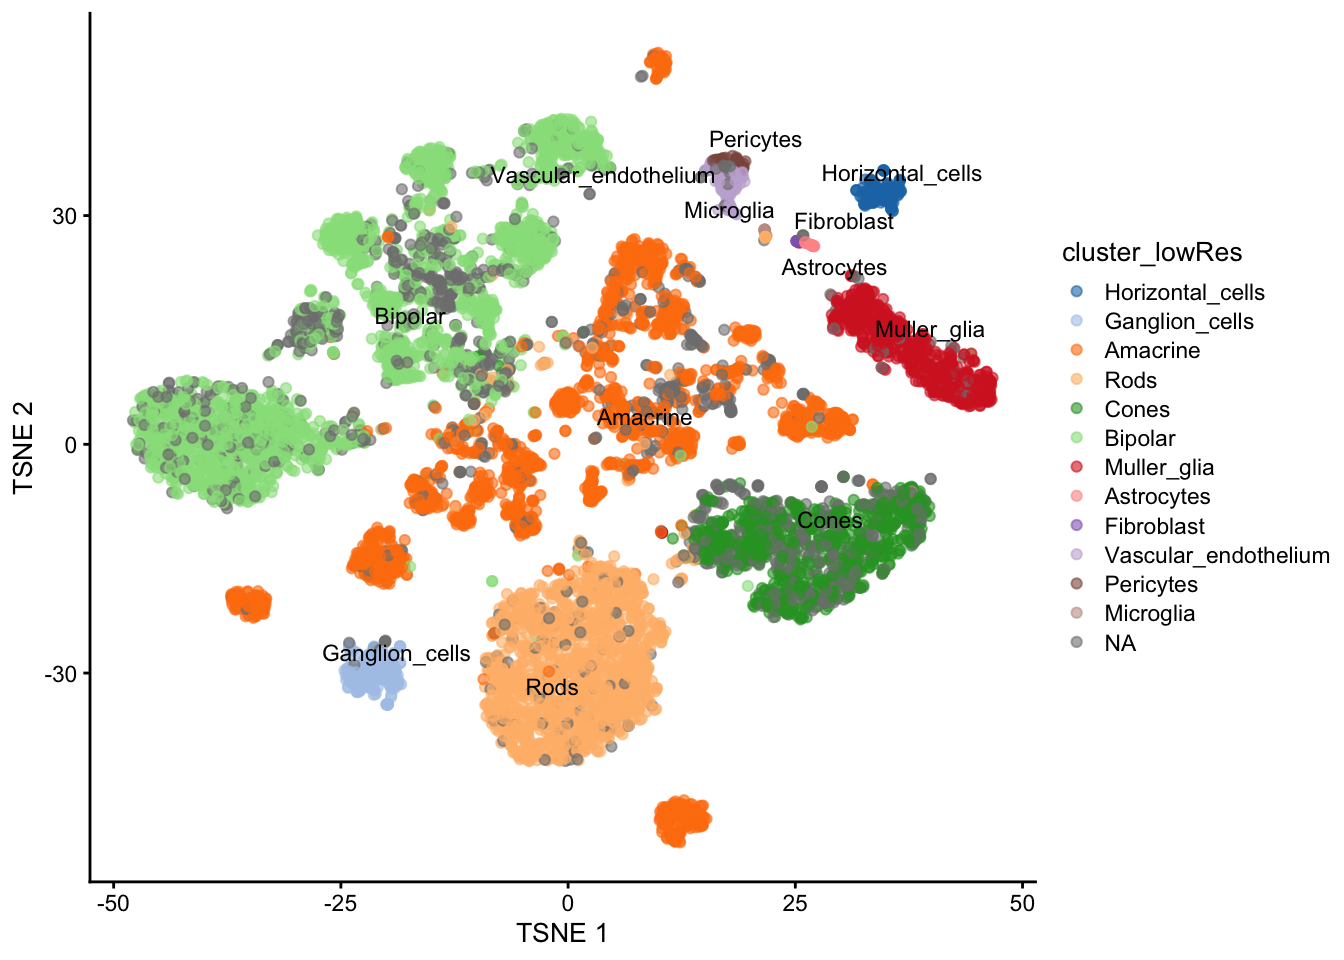 Pericytes
Vascular_endothelium
Horizontal_cells
Microglia
Fibroblast
Astrocytes
Bipolar
Muller_glia
Amacrine
Cones
Ganglion_cells
Rods
TSNE 2
30
0
-30
-50
-25
0
25
50
TSNE 1
cluster_lowRes
Horizontal_cells
Ganglion_cells
Amacrine
Rods
Cones
Bipolar
Muller_glia
Astrocytes
Fibroblast
Vascular_endothelium
Pericytes
Microglia
NA